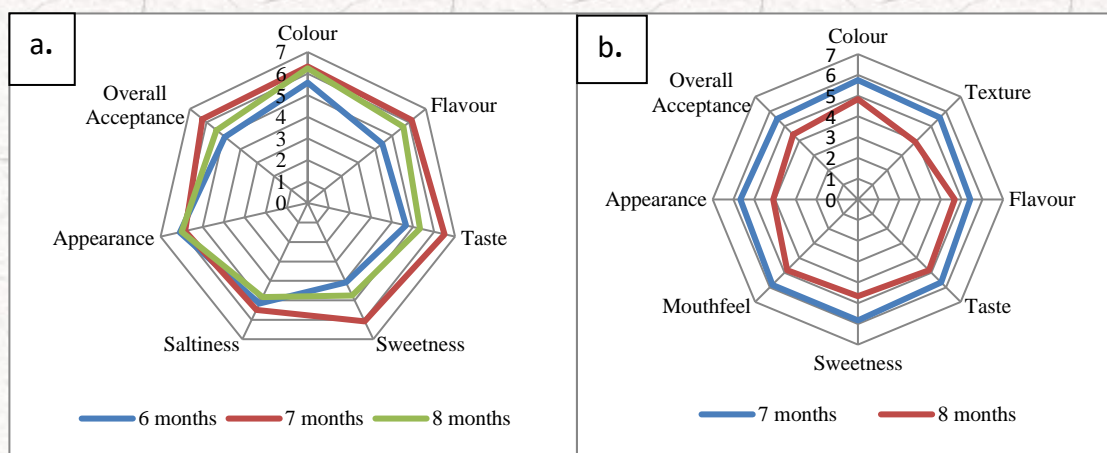 a.
Colour
7
6
5
4
3
2
1
0
Flavour
Taste
Sweetness
Saltiness
Appearance
Overall
Acceptance
6 months
7 months
8 months
b.
Colour
7
6
5
4
3
2
1
0
Texture
Flavour
Taste
Sweetness
Mouthfeel
Appearance
Overall
Acceptance
7 months
8 months